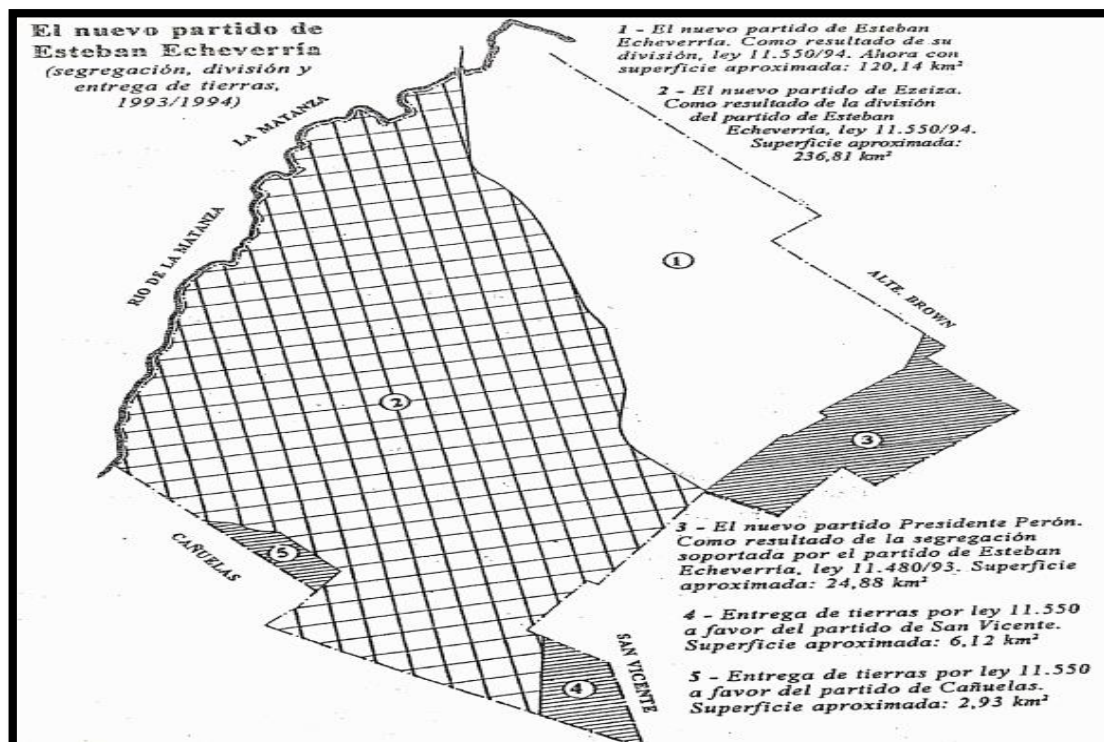 El nuevo partido de
Esteban Echeverría
(segregación, división y
entrega de tierras,
1993/1994)
1 - El nuevo partido de Esteban
Echeverría. Como resultado de su
división, ley 11.550/94. Ahora con
superficie aproximada: 120,14 km²
2 - El nuevo partido de Ezeiza.
Como resultado de la división
del partido de Esteban
Echeverría, ley 11.550/94.
Superficie aproximada:
236,81 km²
LA MATANZA
RIO DE LA MATANZA
1
ALTE. BROWN
2
3
CAÑUELAS
5
3 - El nuevo partido Presidente Perón.
Como resultado de la segregación
soportada por el partido de Esteban
Echeverría, ley 11.480/93. Superficie
aproximada: 24,88 km²
4 - Entrega de tierras por ley 11.550
a favor del partido de San Vicente.
Superficie aproximada: 6,12 km²
SAN VICENTE
4
5 - Entrega de tierras por ley 11.550
a favor del partido de Cañuelas.
Superficie aproximada: 2,93 km²